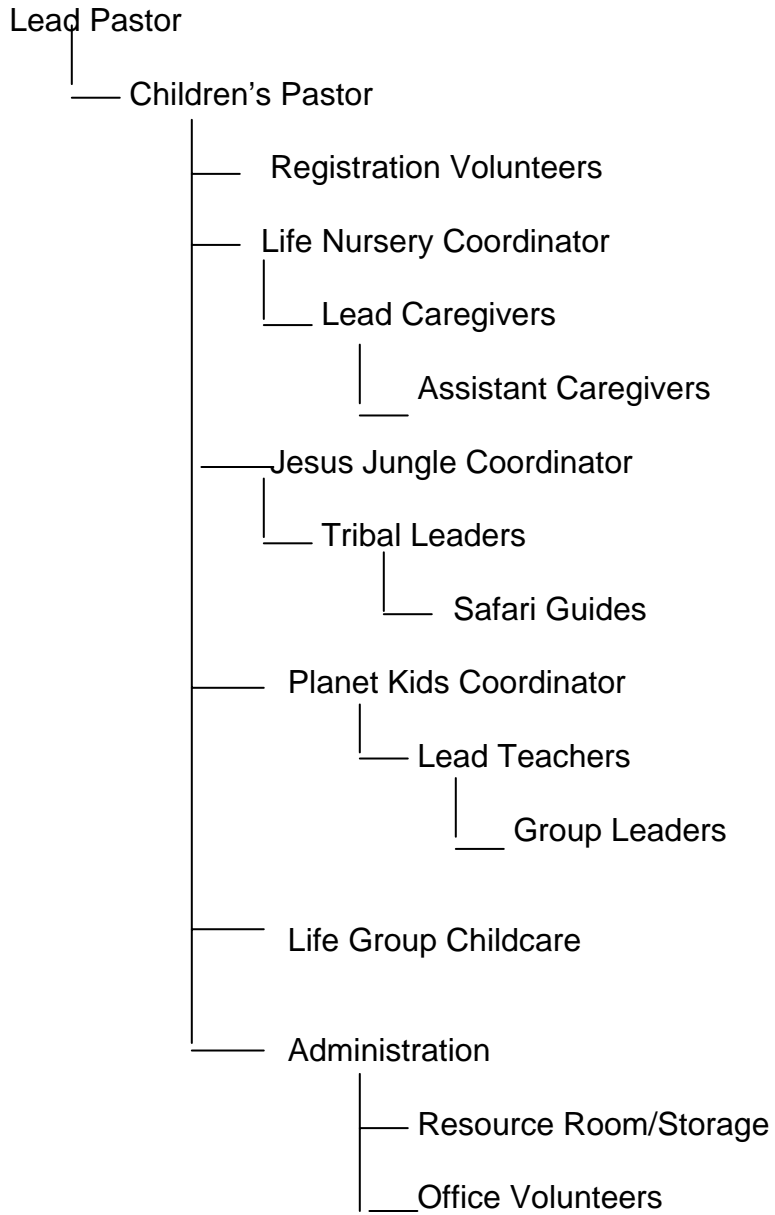 Lead Pastor
Children's Pastor
Registration Volunteers
Life Nursery Coordinator
Lead Caregivers
Assistant Caregivers
Jesus Jungle Coordinator
Tribal Leaders
Safari Guides
Planet Kids Coordinator
Lead Teachers
Group Leaders
Life Group Childcare
Administration
Resource Room/Storage
Office Volunteers